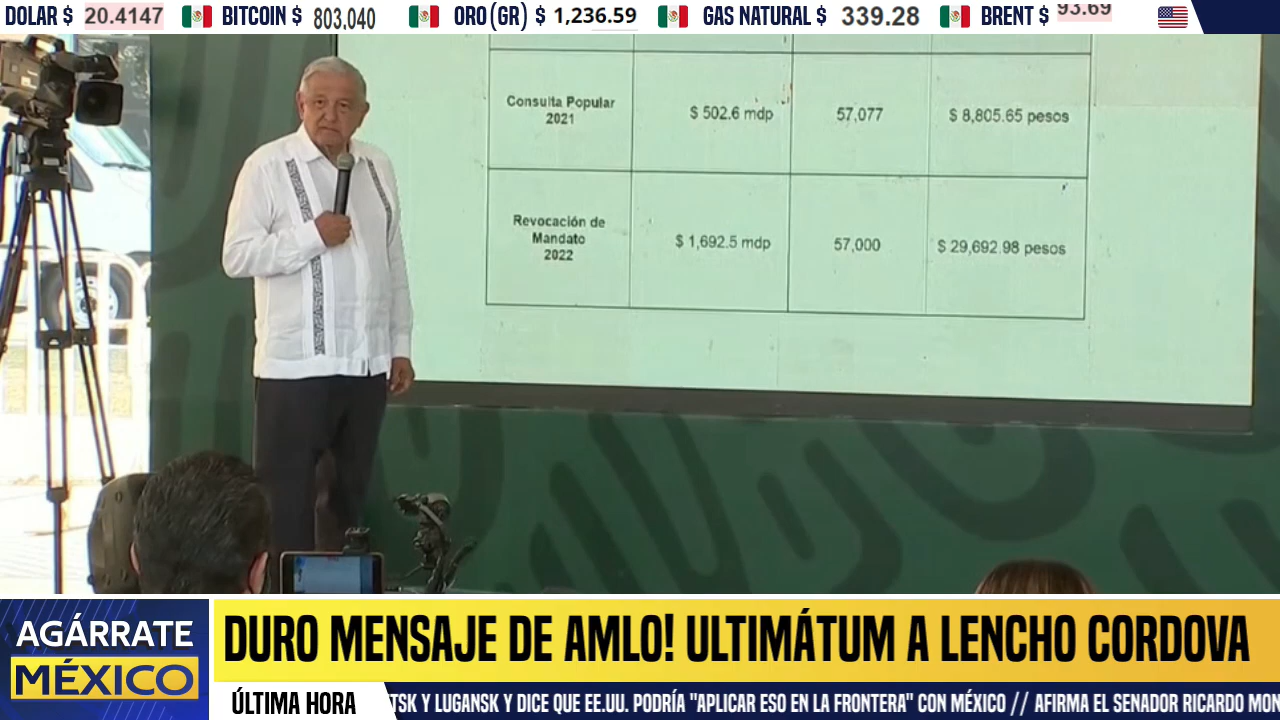 DOLAR $ 20.4147 BITCOIN $ 803,040 ORO(GR) $ 1,236.59 GAS NATURAL $ 339.28 BRENT $ 93.69
Consulta Popular
2021
$ 502.6 mdp
57,077
$ 8,805.65 pesos
Revocación de
Mandato
2022
$ 1,692.5 mdp
57,000
$ 29,692.98 pesos
AGÁRRATE
MÉXICO
DURO MENSAJE DE AMLO! ULTIMÁTUM A LENCHO CORDOVA
ÚLTIMA HORA
TSK Y LUGANSK Y DICE QUE EE.UU. PODRÍA "APLICAR ESO EN LA FRONTERA" CON MÉXICO // AFIRMA EL SENADOR RICARDO MON